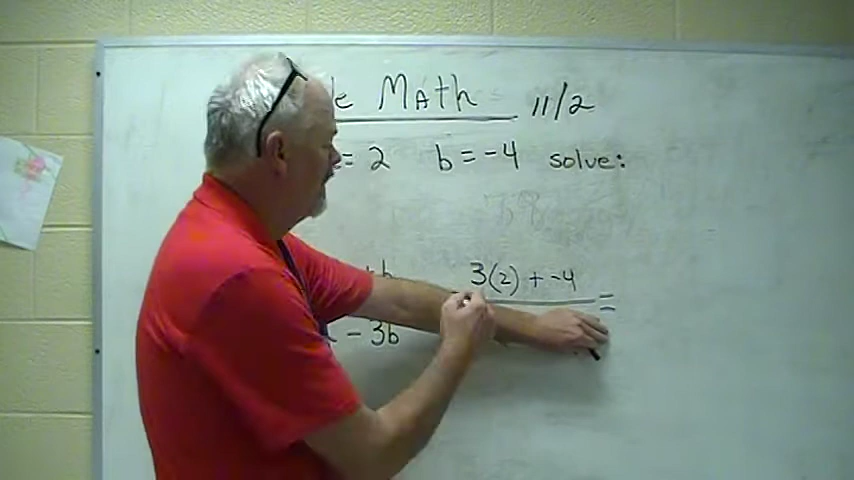 MATH 11/2
= 2 b = -4 solve:
b 3(2) + -4 =
- 3b